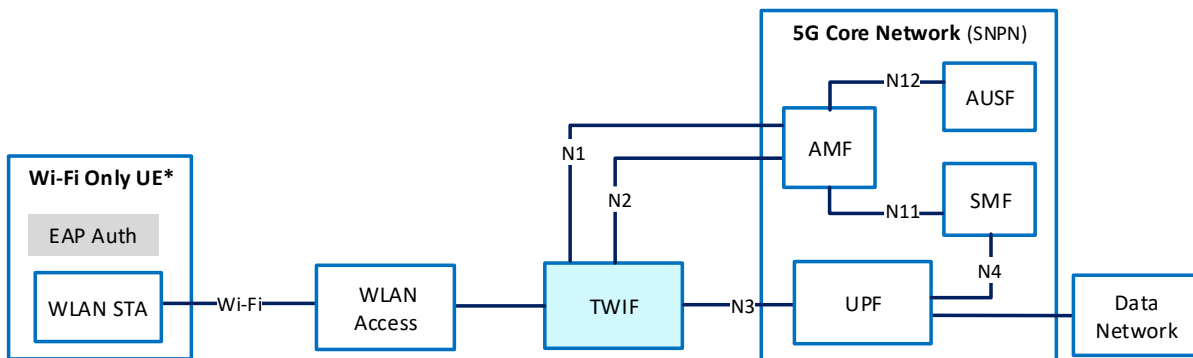 5G Core Network (SNPN)
N12
AUSF
N1
AMF
Wi-Fi Only UE*
N2
N11
SMF
EAP Auth
N4
WLAN STA
Wi-Fi
WLAN
Access
TWIF
N3
UPF
Data
Network